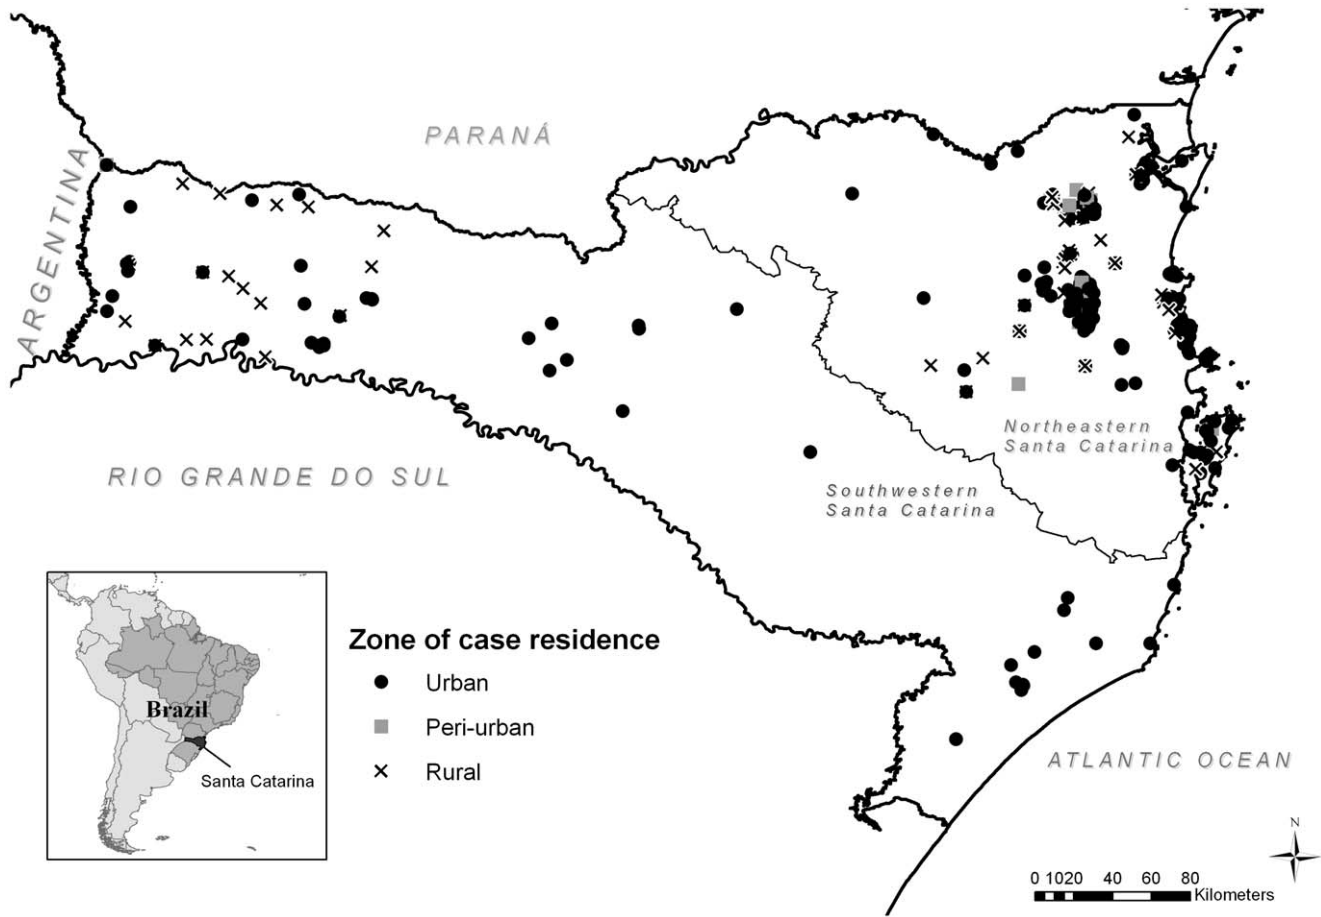 PARANÁ
ARGENTINA
RIO GRANDE DO SUL
Northeastern
Santa Catarina
Southwestern
Santa Catarina
Brazil
Santa Catarina
Zone of case residence
Urban
Peri-urban
Rural
ATLANTIC OCEAN
N
0 1020 40 60 80
Kilometers